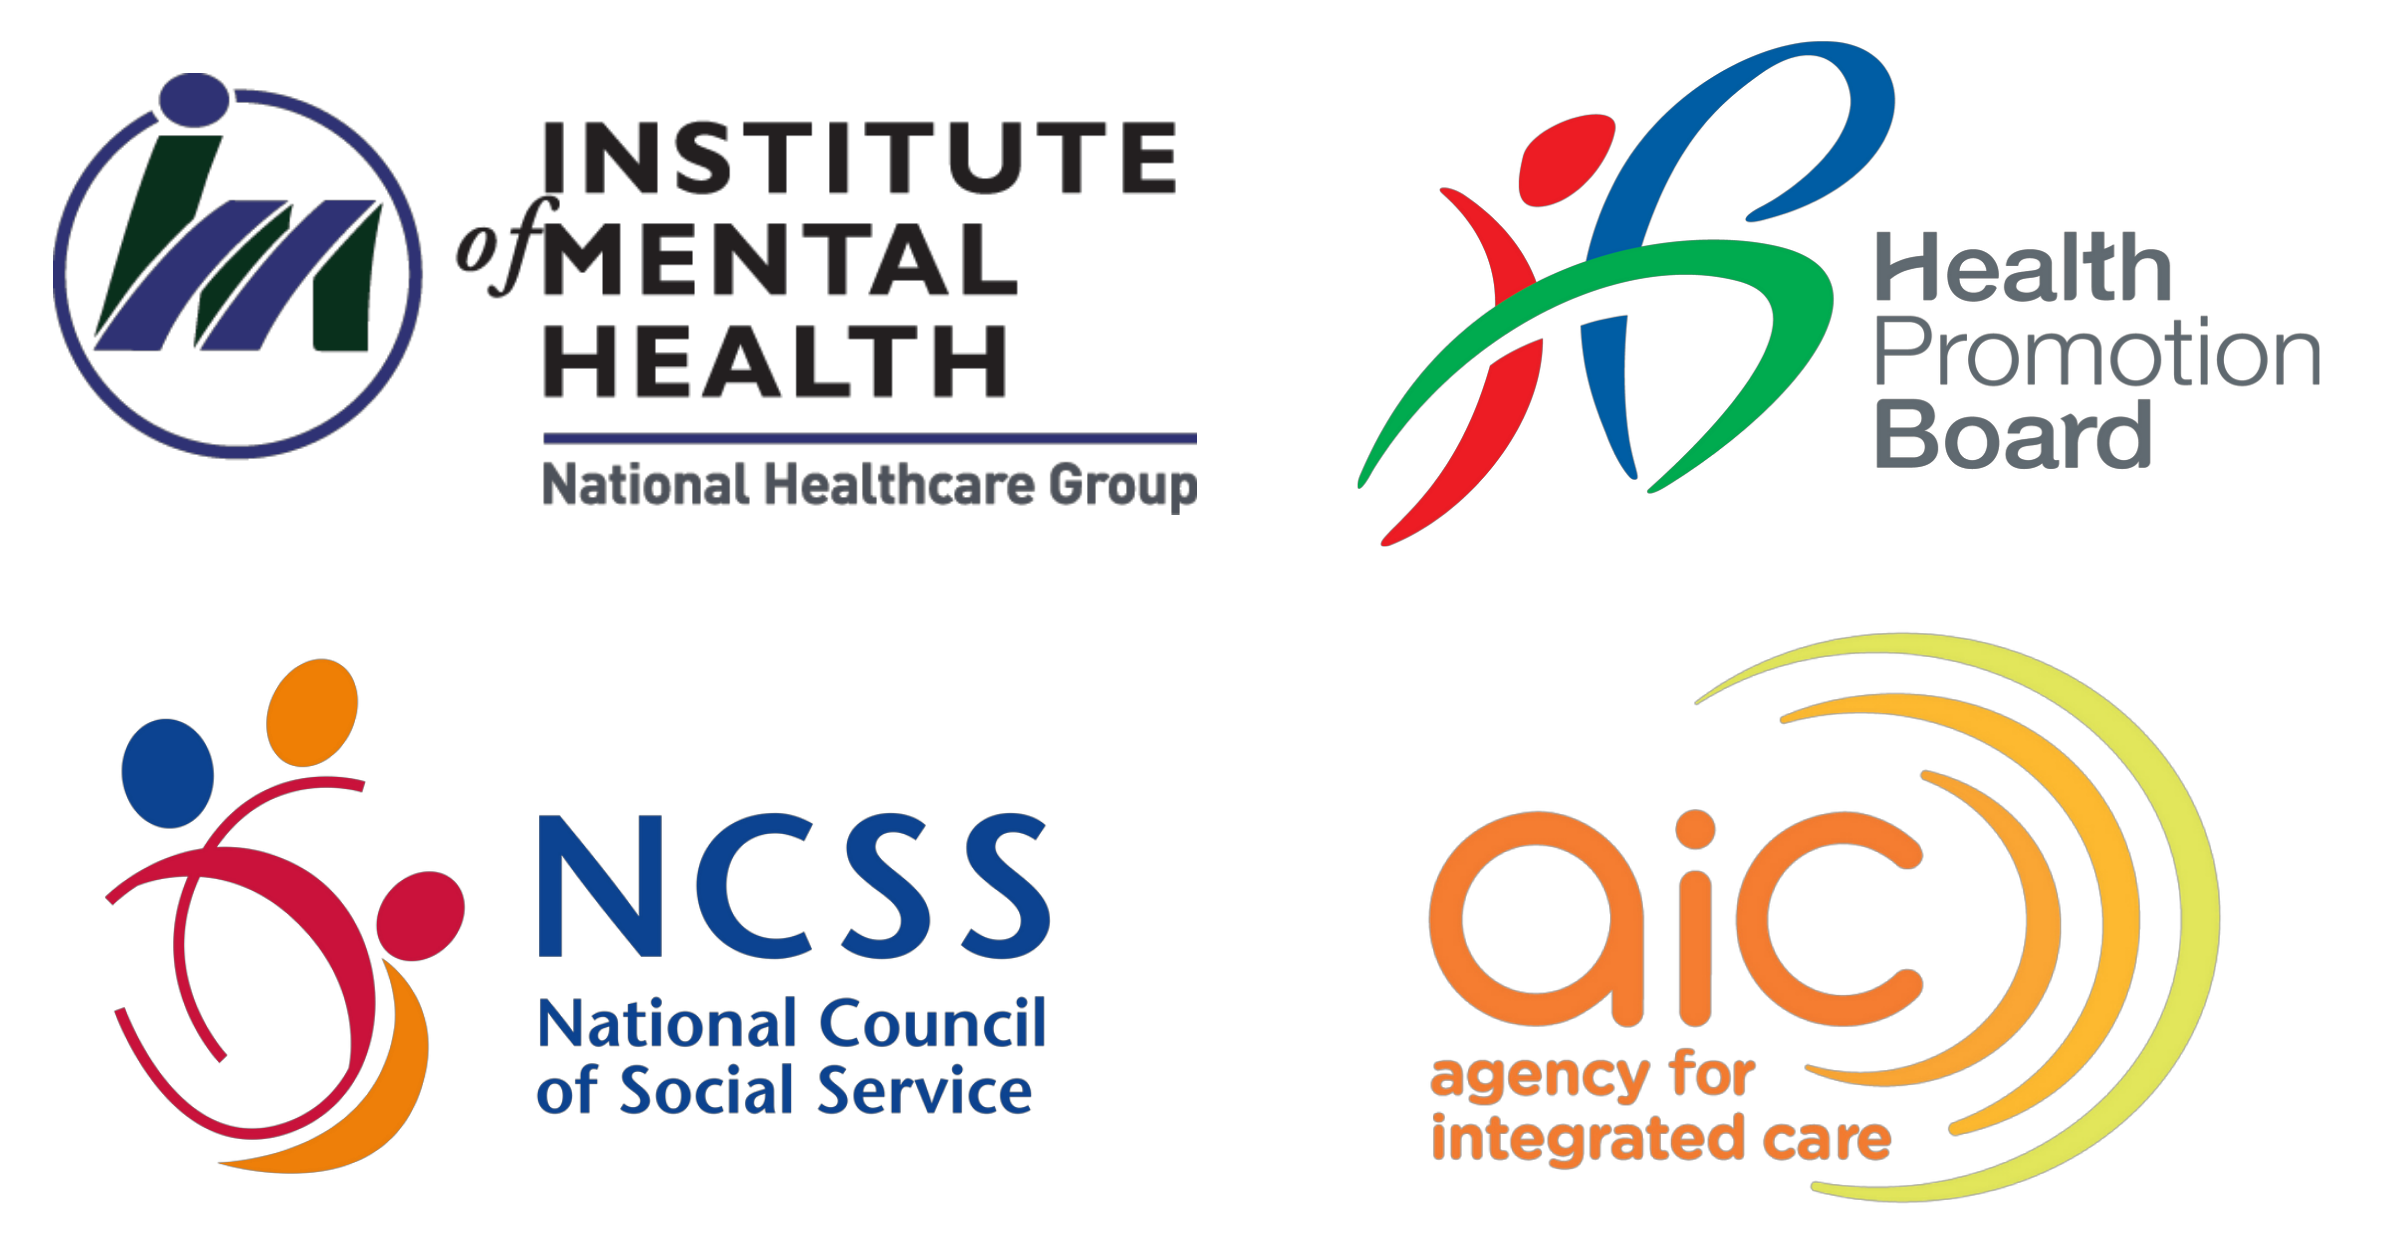 INSTITUTE
of MENTAL
HEALTH
National Healthcare Group
Health
Promotion
Board
NCSS
National Council
of Social Service
aic
agency for
integrated care